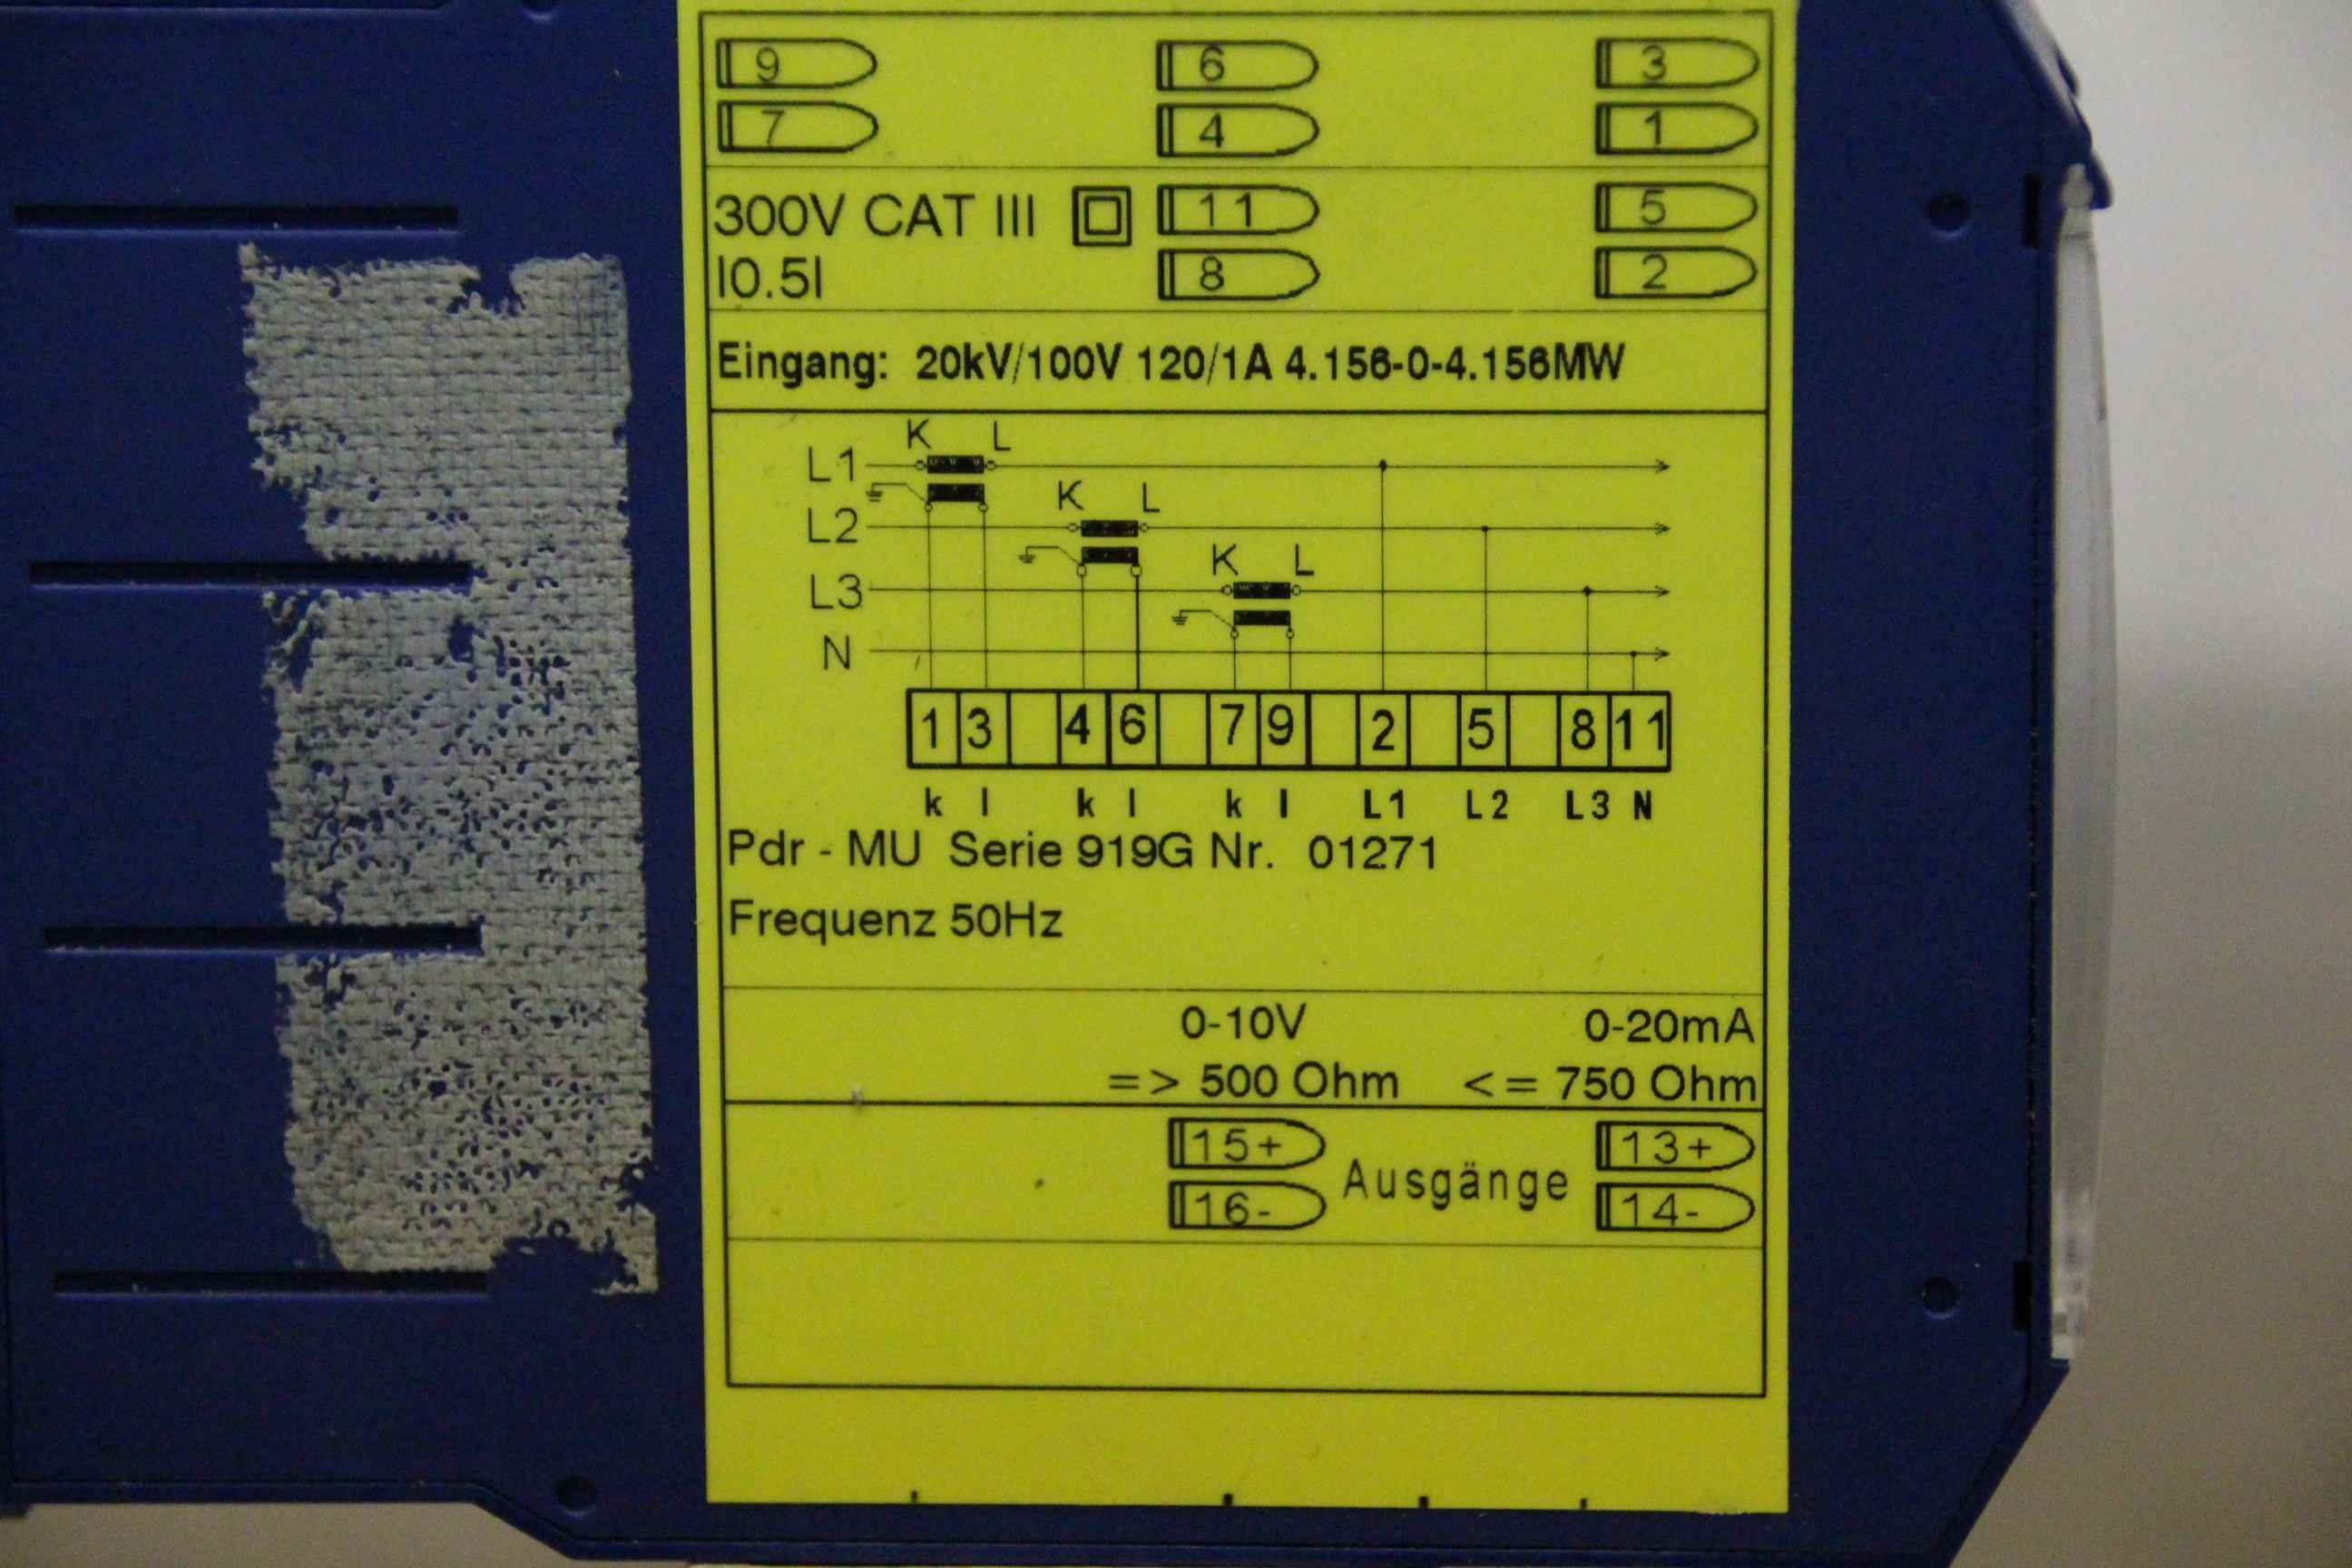 9 6 3
7 4 1
300V CAT III 11 5
I0.5I 8 2
Eingang: 20kV/100V 120/1A 4.156-0-4.156MW
K L
L1
K L
L2
K L
L3
N
1 3 4 6 7 9 2 5 8 11
k l k l k l L1 L2 L3 N
Pdr - MU Serie 919G Nr. 01271
Frequenz 50Hz
0-10V 0-20mA
=> 500 Ohm <= 750 Ohm
15+ 13+
Ausgänge
16- 14-